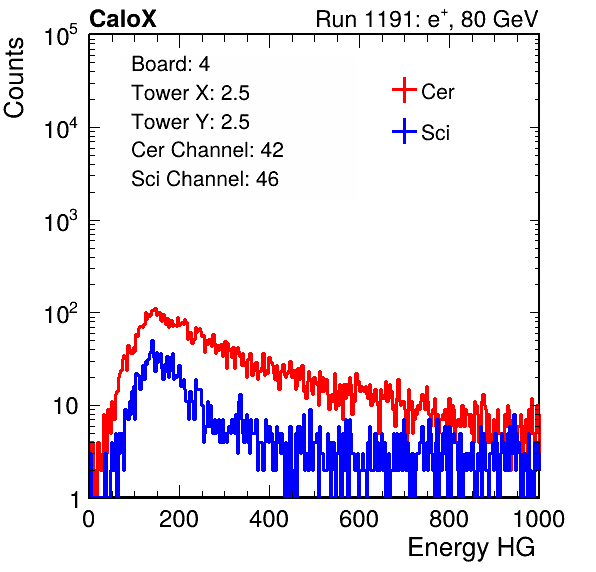 CaloX Run 1191: e⁺, 80 GeV
Counts
10⁵
10⁴
10³
10²
10
1
Board: 4
Tower X: 2.5
Tower Y: 2.5
Cer Channel: 42
Sci Channel: 46
Cer
Sci
0 200 400 600 800 1000
Energy HG